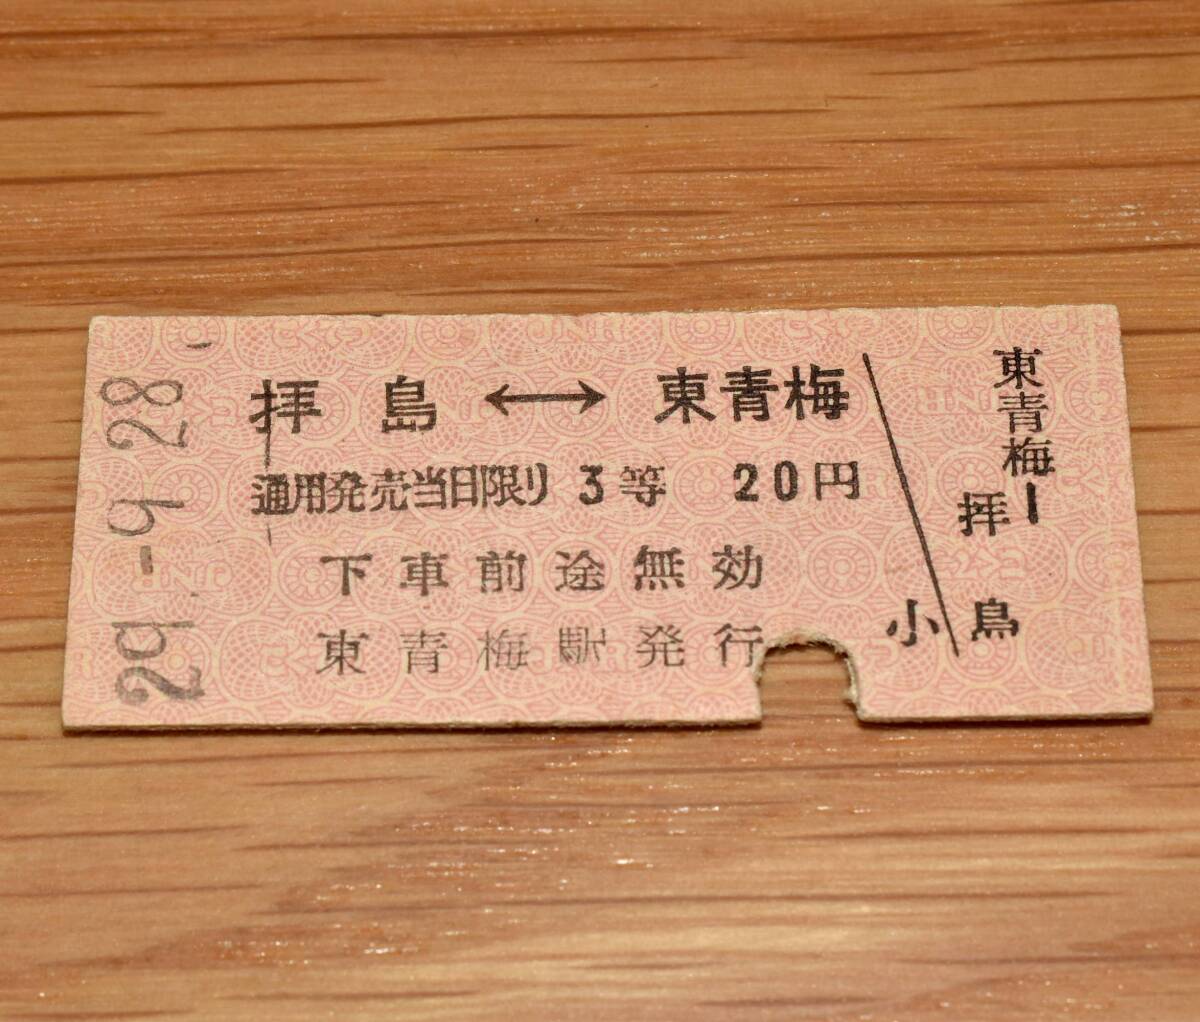 29.-9.28
拝島⟷東青梅
通用発売当日限り 3等 20円
下車前途無効
東青梅駅発行
東青梅ー
拝島
小